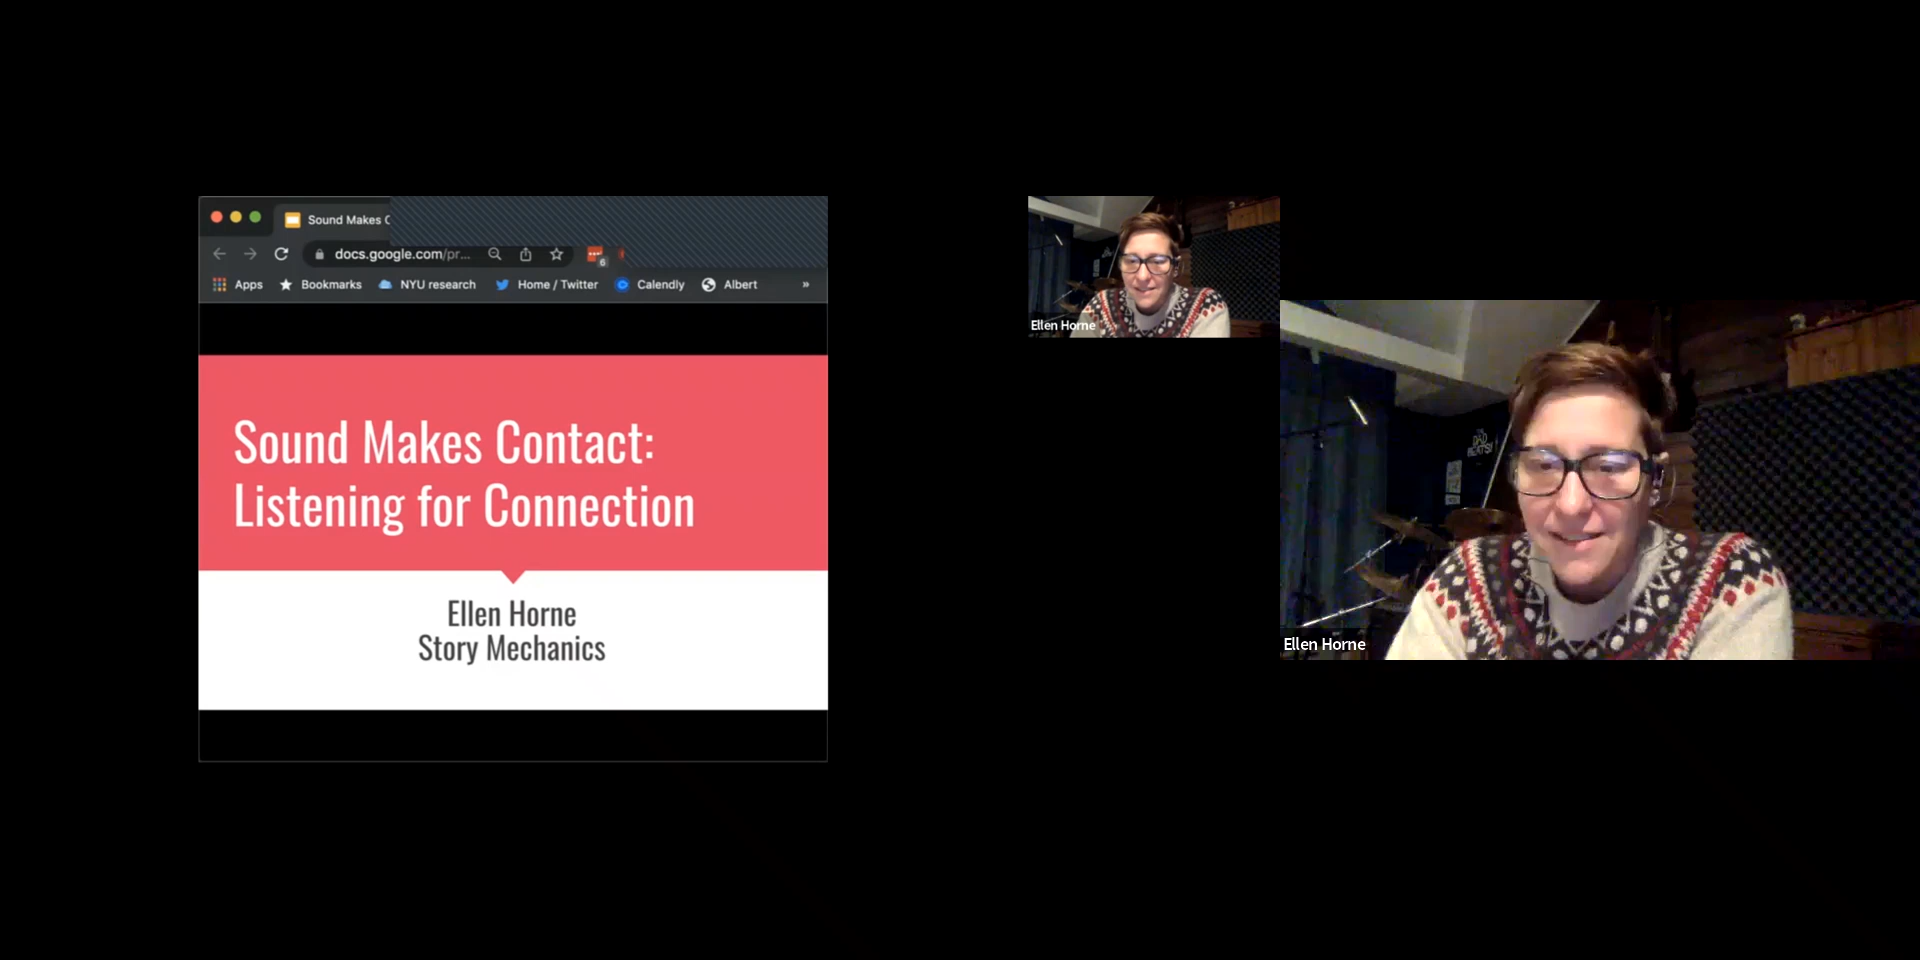 Sound Makes C
docs.google.com/pr...
6
Apps
Bookmarks
NYU research
Home / Twitter
Calendly
Albert
»
Sound Makes Contact:
Listening for Connection
Ellen Horne
Story Mechanics
Ellen Horne
Ellen Horne